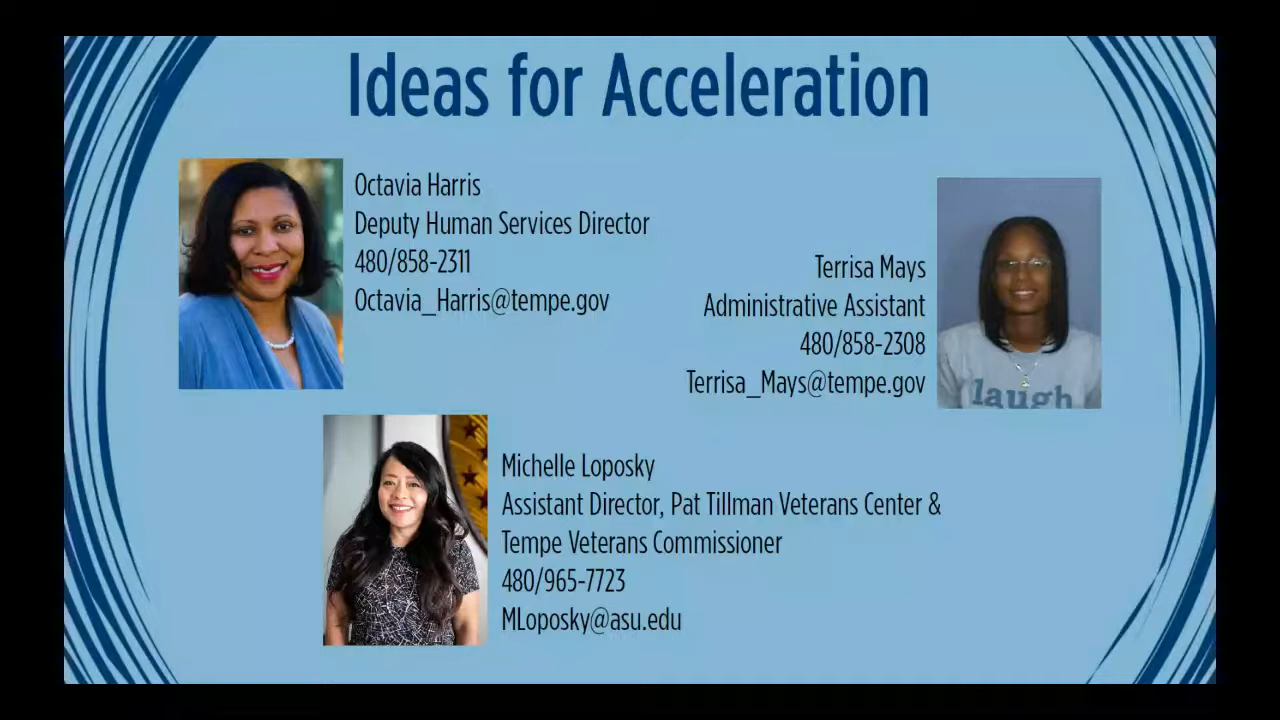 Ideas for Acceleration
Octavia Harris
Deputy Human Services Director
480/858-2311
Octavia_Harris@tempe.gov
Terrisa Mays
Administrative Assistant
480/858-2308
Terrisa_Mays@tempe.gov
laugh
Michelle Loposky
Assistant Director, Pat Tillman Veterans Center &
Tempe Veterans Commissioner
480/965-7723
MLoposky@asu.edu